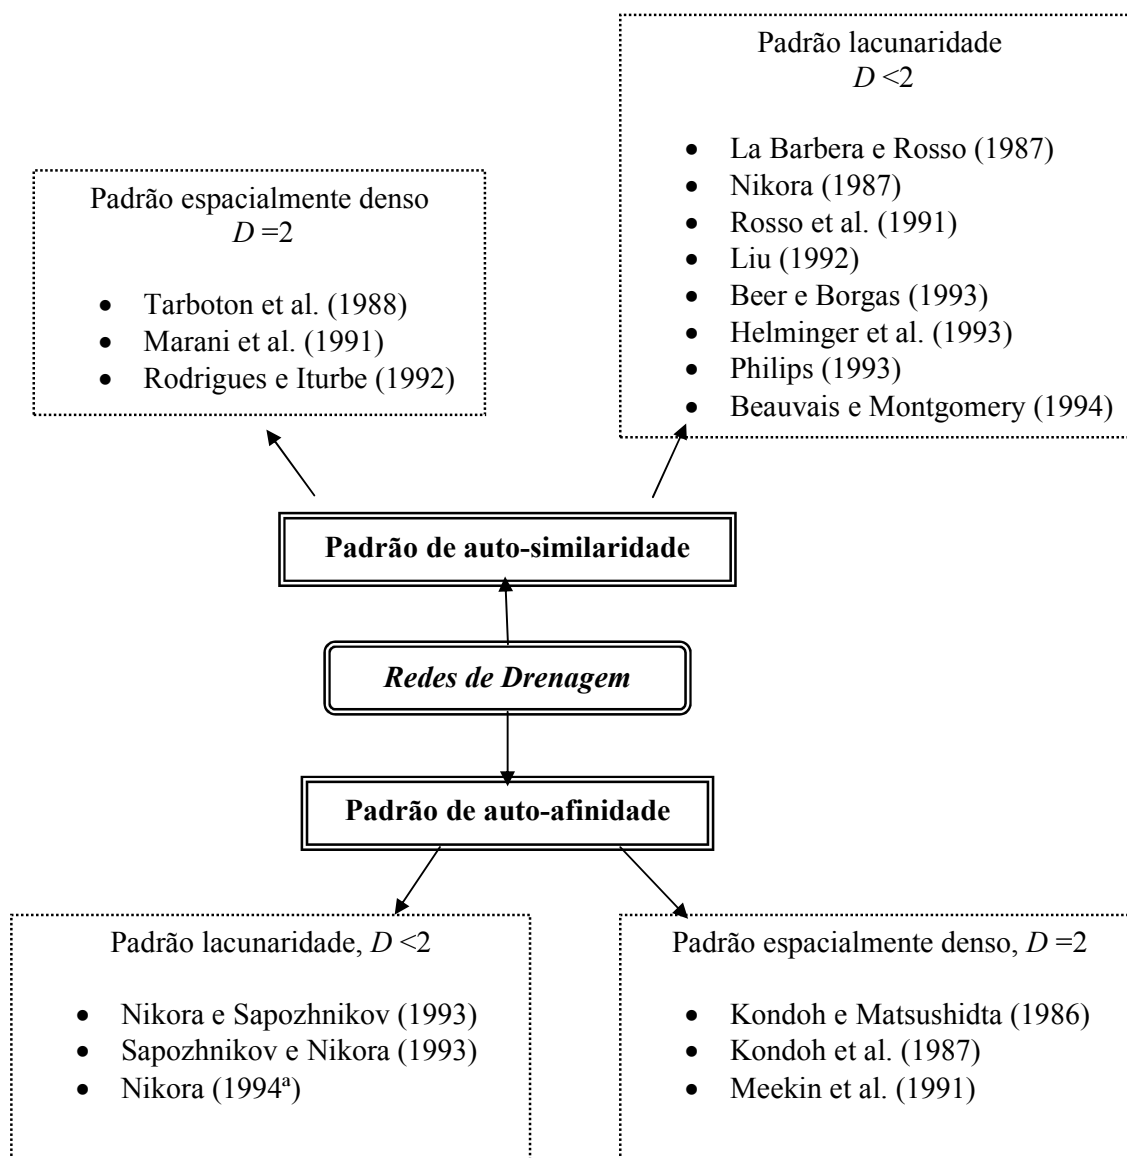 Padrão lacunaridade
D <2
• La Barbera e Rosso (1987)
• Nikora (1987)
• Rosso et al. (1991)
• Liu (1992)
• Beer e Borgas (1993)
• Helminger et al. (1993)
• Philips (1993)
• Beauvais e Montgomery (1994)
Padrão espacialmente denso
D =2
• Tarboton et al. (1988)
• Marani et al. (1991)
• Rodrigues e Iturbe (1992)
Padrão de auto-similaridade
Redes de Drenagem
Padrão de auto-afinidade
Padrão lacunaridade, D <2
• Nikora e Sapozhnikov (1993)
• Sapozhnikov e Nikora (1993)
• Nikora (1994ª)
Padrão espacialmente denso, D =2
• Kondoh e Matsushidta (1986)
• Kondoh et al. (1987)
• Meekin et al. (1991)